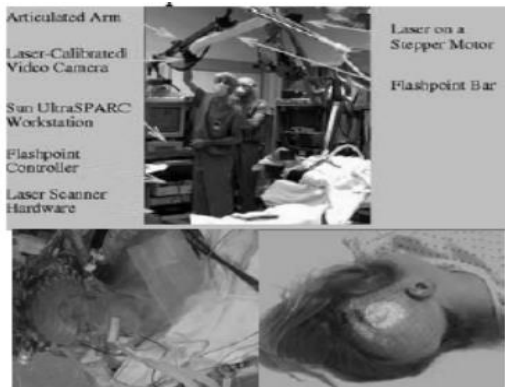 Articulated Arm
Laser-Calibrated
Video Camera
Sun UltraSPARC
Workstation
Flashpoint
Controller
Laser Scanner
Hardware
Laser on a
Stepper Motor
Flashpoint Bar